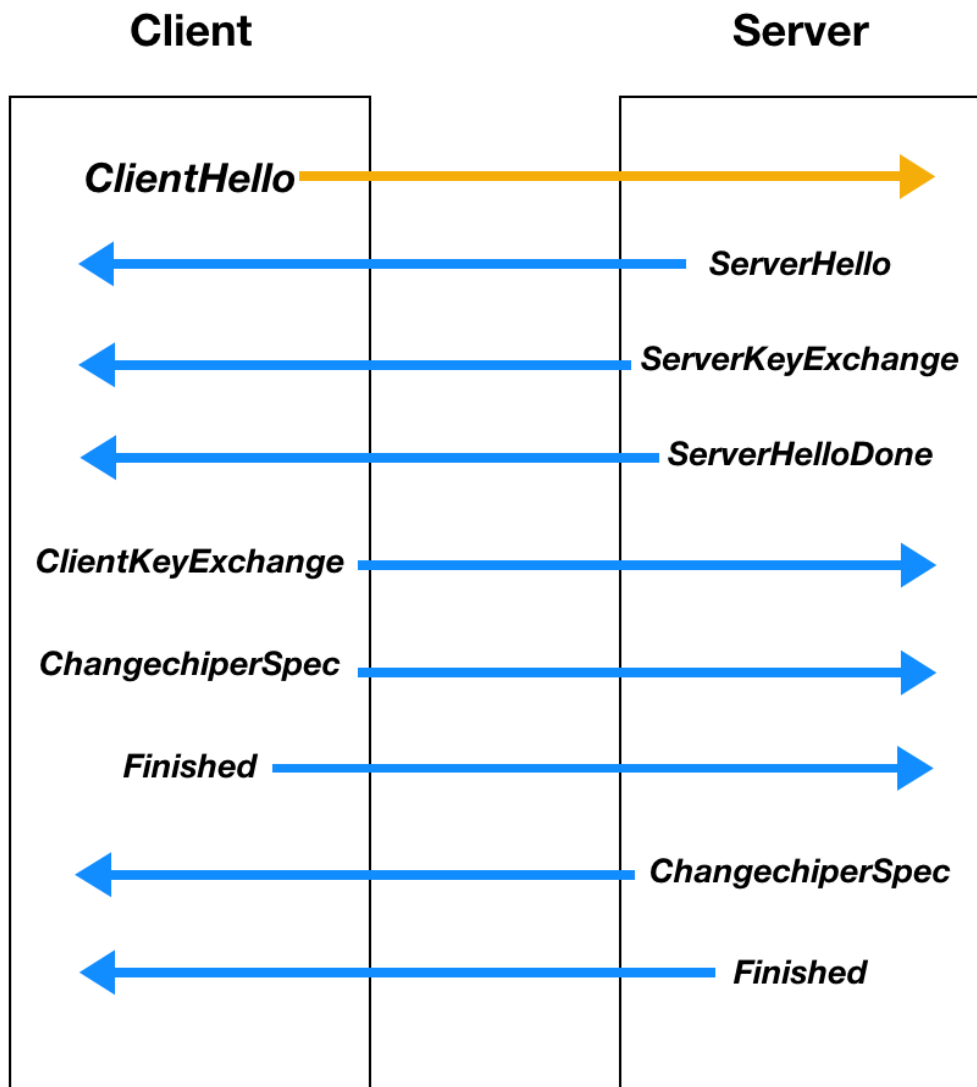 Client
Server
ClientHello
ServerHello
ServerKeyExchange
ServerHelloDone
ClientKeyExchange
ChangechiperSpec
Finished
ChangechiperSpec
Finished